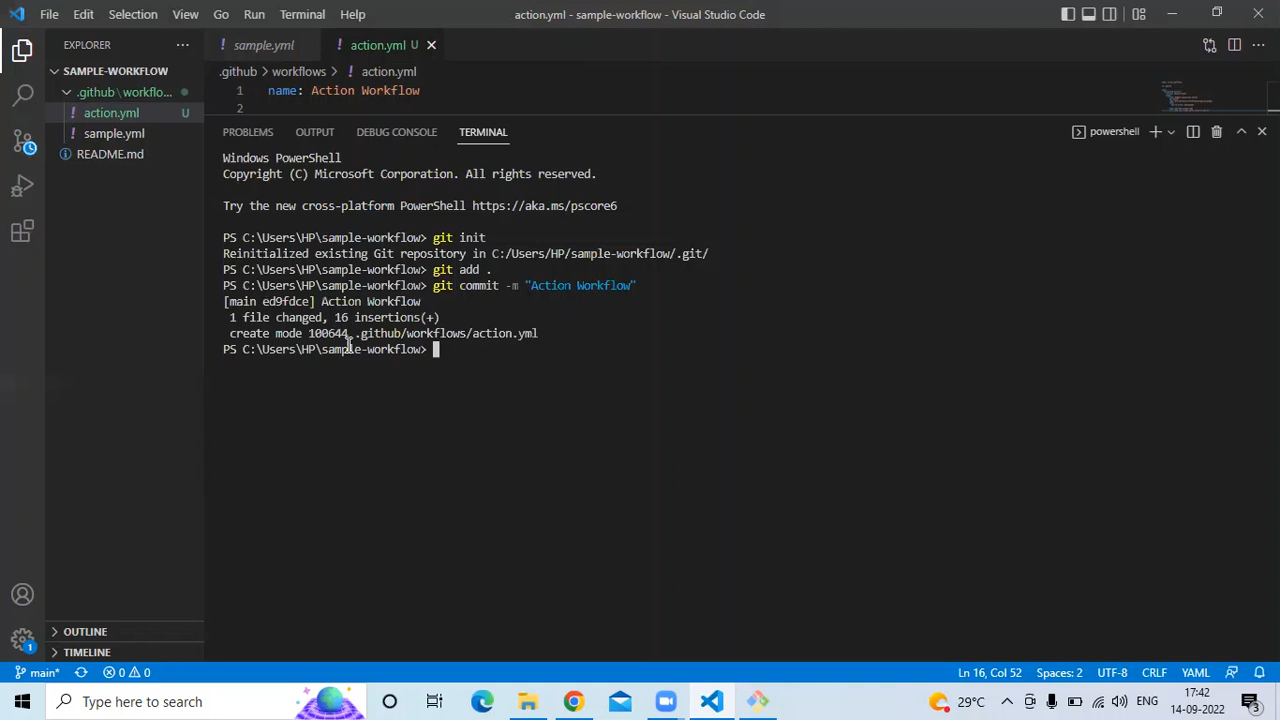 File Edit Selection View Go Run Terminal Help
action.yml - sample-workflow - Visual Studio Code
EXPLORER
SAMPLE-WORKFLOW
.github\workflo...
action.yml U
sample.yml
README.md
OUTLINE
TIMELINE
sample.yml
action.yml U
.github > workflows > action.yml
1 name: Action Workflow
2
PROBLEMS OUTPUT DEBUG CONSOLE TERMINAL
powershell
Windows PowerShell
Copyright (C) Microsoft Corporation. All rights reserved.
Try the new cross-platform PowerShell https://aka.ms/pscore6
PS C:\Users\HP\sample-workflow> git init
Reinitialized existing Git repository in C:/Users/HP/sample-workflow/.git/
PS C:\Users\HP\sample-workflow> git add .
PS C:\Users\HP\sample-workflow> git commit -m "Action Workflow"
[main ed9fdce] Action Workflow
1 file changed, 16 insertions(+)
create mode 100644 .github/workflows/action.yml
PS C:\Users\HP\sample-workflow>
1
main* 0 0
Ln 16, Col 52 Spaces: 2 UTF-8 CRLF YAML
Type here to search
29°C
ENG
17:42
14-09-2022
3